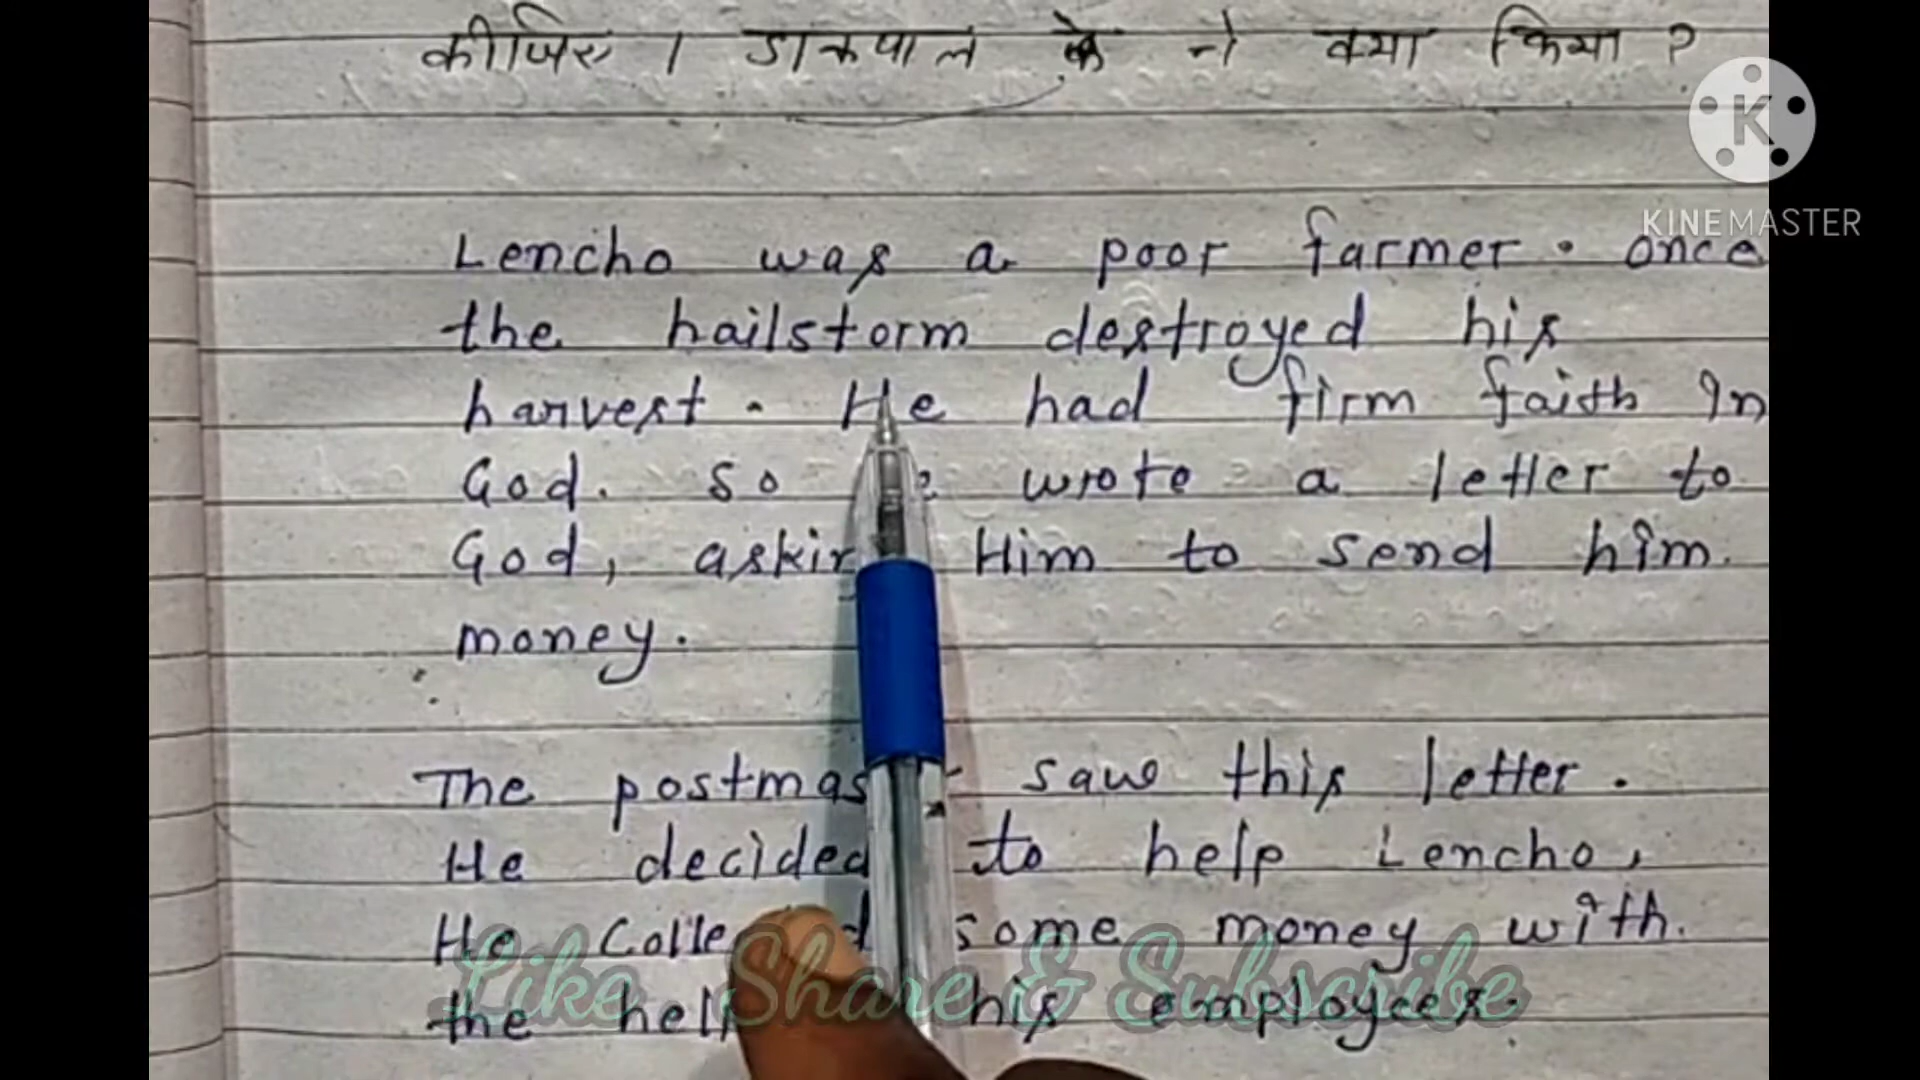 कीजिए । डाकपाल के ने क्या किया ?
K
KINEMASTER
Lencho was a poor farmer. once
the hailstorm destroyed his
harvest. He had firm faith In
God. So wrote a letter to
God, Him to send him.
money.
The saw this letter.
He decided to help Lencho,
He some money with.
the his employees.
Like Share & Subscribe